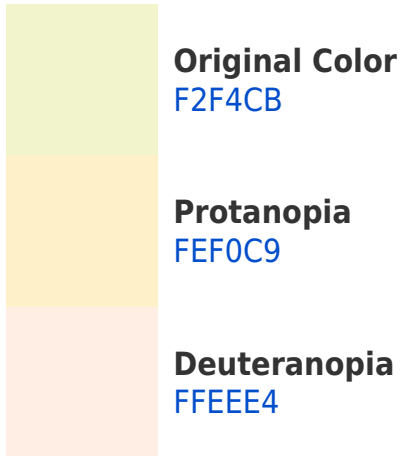 Original Color
F2F4CB
Protanopia
FEF0C9
Deuteranopia
FFEEE4